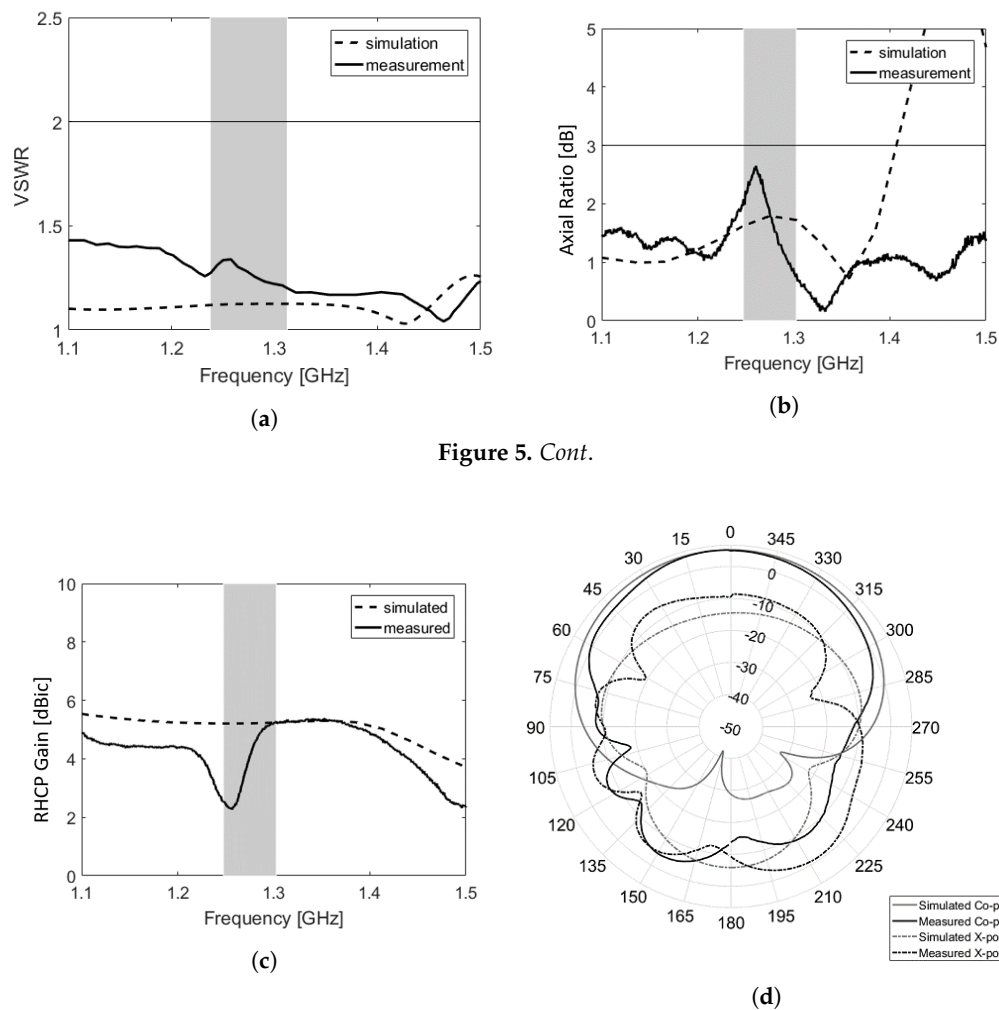 2.5
2
1.5
1
VSWR
simulation
measurement
1.1 1.2 1.3 1.4 1.5
Frequency [GHz]
(a)
5
4
3
2
1
0
Axial Ratio [dB]
simulation
measurement
1.1 1.2 1.3 1.4 1.5
Frequency [GHz]
(b)
Figure 5. Cont.
10
8
6
4
2
0
RHCP Gain [dBic]
simulated
measured
1.1 1.2 1.3 1.4 1.5
Frequency [GHz]
(c)
0
15
30
45
60
75
90
105
120
135
150
165
180
195
210
225
240
255
270
285
300
315
330
345
0
-10
-20
-30
-40
-50
Simulated Co-p
Measured Co-p
Simulated X-po
Measured X-po
(d)